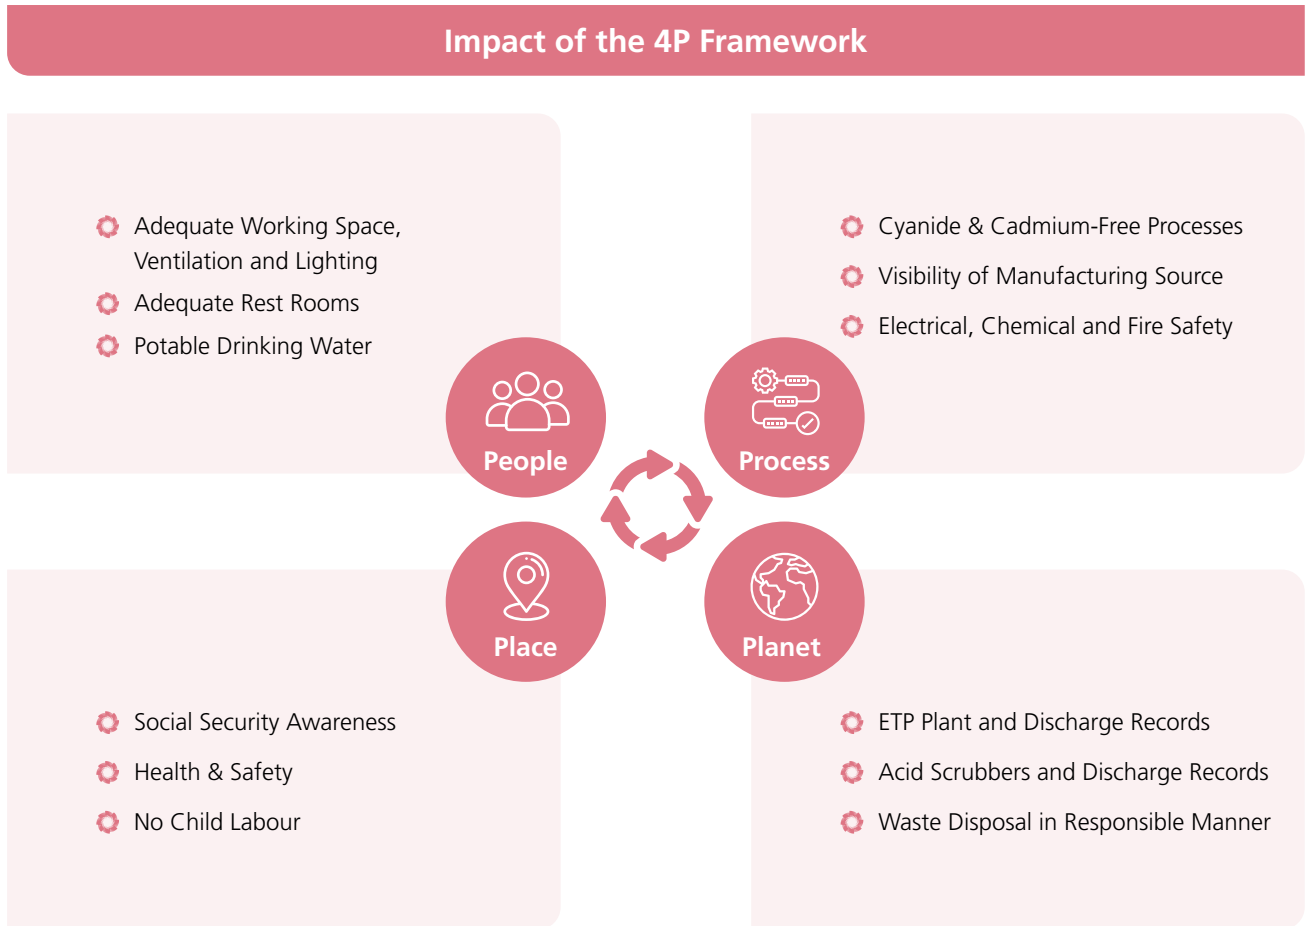 Impact of the 4P Framework
Adequate Working Space,
Ventilation and Lighting
Adequate Rest Rooms
Potable Drinking Water
People
Cyanide & Cadmium-Free Processes
Visibility of Manufacturing Source
Electrical, Chemical and Fire Safety
Process
Place
Social Security Awareness
Health & Safety
No Child Labour
Planet
ETP Plant and Discharge Records
Acid Scrubbers and Discharge Records
Waste Disposal in Responsible Manner